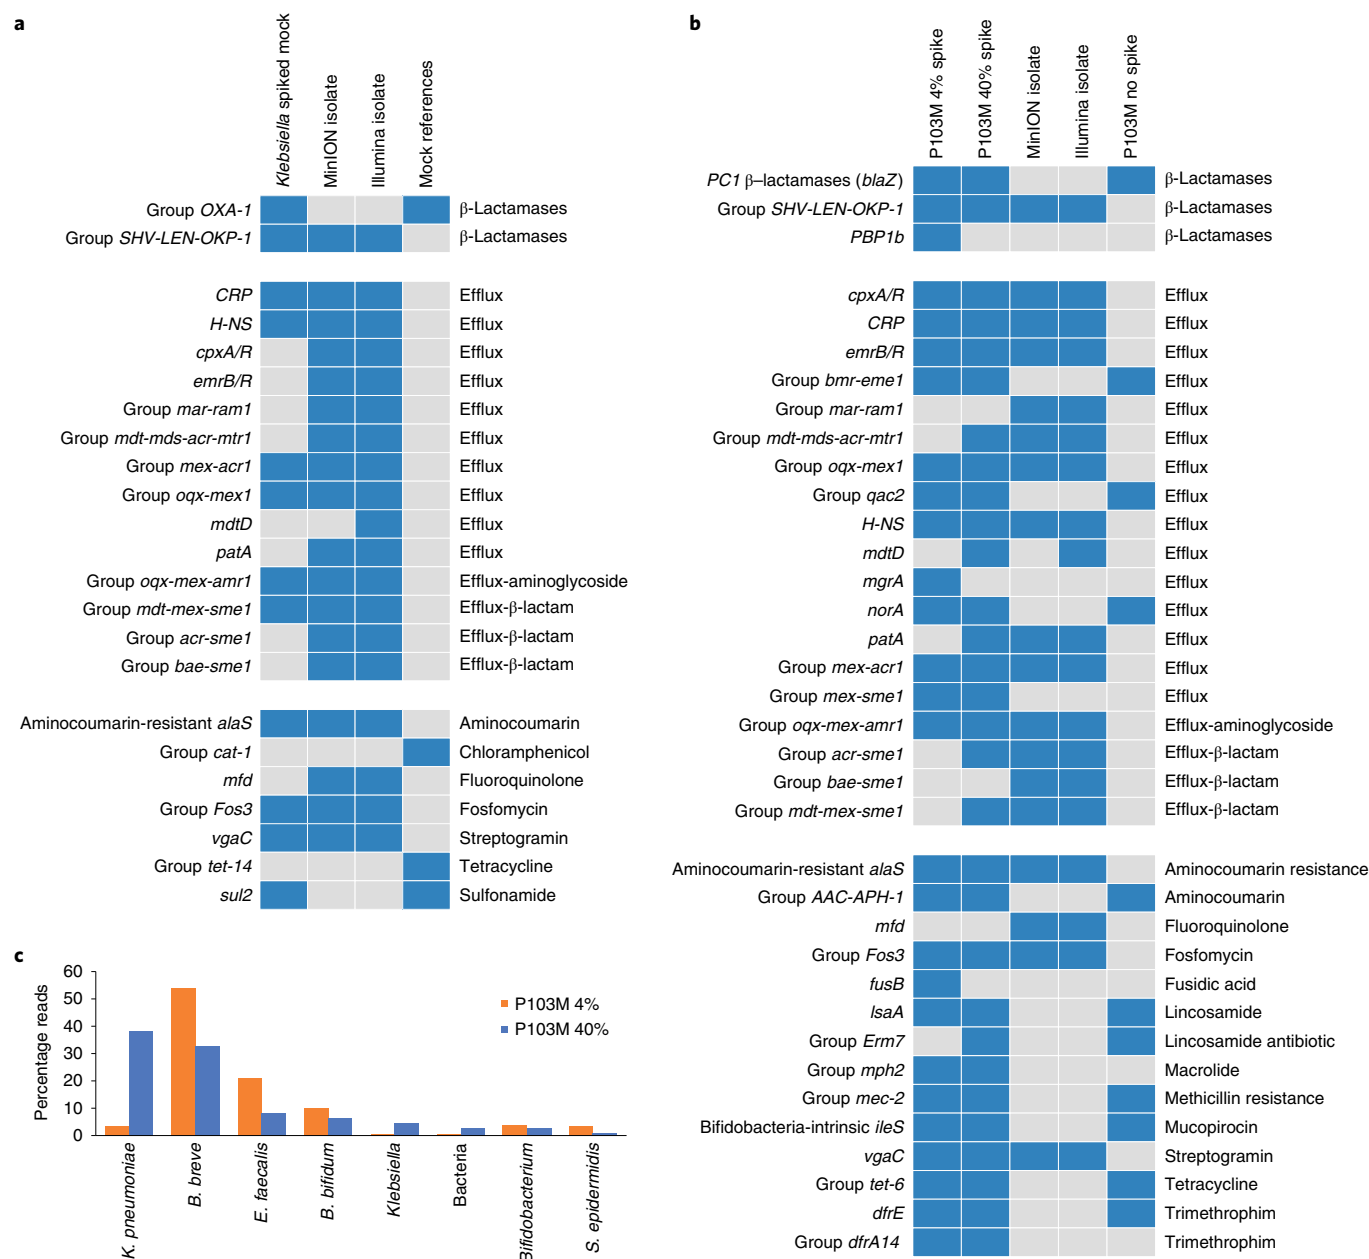 a
Klebsiella spiked mock
MinION isolate
Illumina isolate
Mock references
Group OXA-1 β-Lactamases
Group SHV-LEN-OKP-1 β-Lactamases
CRP Efflux
H-NS Efflux
cpxA/R Efflux
emrB/R Efflux
Group mar-ram1 Efflux
Group mdt-mds-acr-mtr1 Efflux
Group mex-acr1 Efflux
Group oqx-mex1 Efflux
mdtD Efflux
patA Efflux
Group oqx-mex-amr1 Efflux-aminoglycoside
Group mdt-mex-sme1 Efflux-β-lactam
Group acr-sme1 Efflux-β-lactam
Group bae-sme1 Efflux-β-lactam
Aminocoumarin-resistant alaS Aminocoumarin
Group cat-1 Chloramphenicol
mfd Fluoroquinolone
Group Fos3 Fosfomycin
vgaC Streptogramin
Group tet-14 Tetracycline
sul2 Sulfonamide
b
P103M 4% spike
P103M 40% spike
MinION isolate
Illumina isolate
P103M no spike
PC1 β–lactamases (blaZ) β-Lactamases
Group SHV-LEN-OKP-1 β-Lactamases
PBP1b β-Lactamases
cpxA/R Efflux
CRP Efflux
emrB/R Efflux
Group bmr-eme1 Efflux
Group mar-ram1 Efflux
Group mdt-mds-acr-mtr1 Efflux
Group oqx-mex1 Efflux
Group qac2 Efflux
H-NS Efflux
mdtD Efflux
mgrA Efflux
norA Efflux
patA Efflux
Group mex-acr1 Efflux
Group mex-sme1 Efflux
Group oqx-mex-amr1 Efflux-aminoglycoside
Group acr-sme1 Efflux-β-lactam
Group bae-sme1 Efflux-β-lactam
Group mdt-mex-sme1 Efflux-β-lactam
Aminocoumarin-resistant alaS Aminocoumarin resistance
Group AAC-APH-1 Aminocoumarin
mfd Fluoroquinolone
Group Fos3 Fosfomycin
fusB Fusidic acid
lsaA Lincosamide
Group Erm7 Lincosamide antibiotic
Group mph2 Macrolide
Group mec-2 Methicillin resistance
Bifidobacteria-intrinsic ileS Mucopirocin
vgaC Streptogramin
Group tet-6 Tetracycline
dfrE Trimethrophim
Group dfrA14 Trimethrophim
c
Percentage reads
60
50
40
30
20
10
0
P103M 4%
P103M 40%
K. pneumoniae
B. breve
E. faecalis
B. bifidum
Klebsiella
Bacteria
Bifidobacterium
S. epidermidis